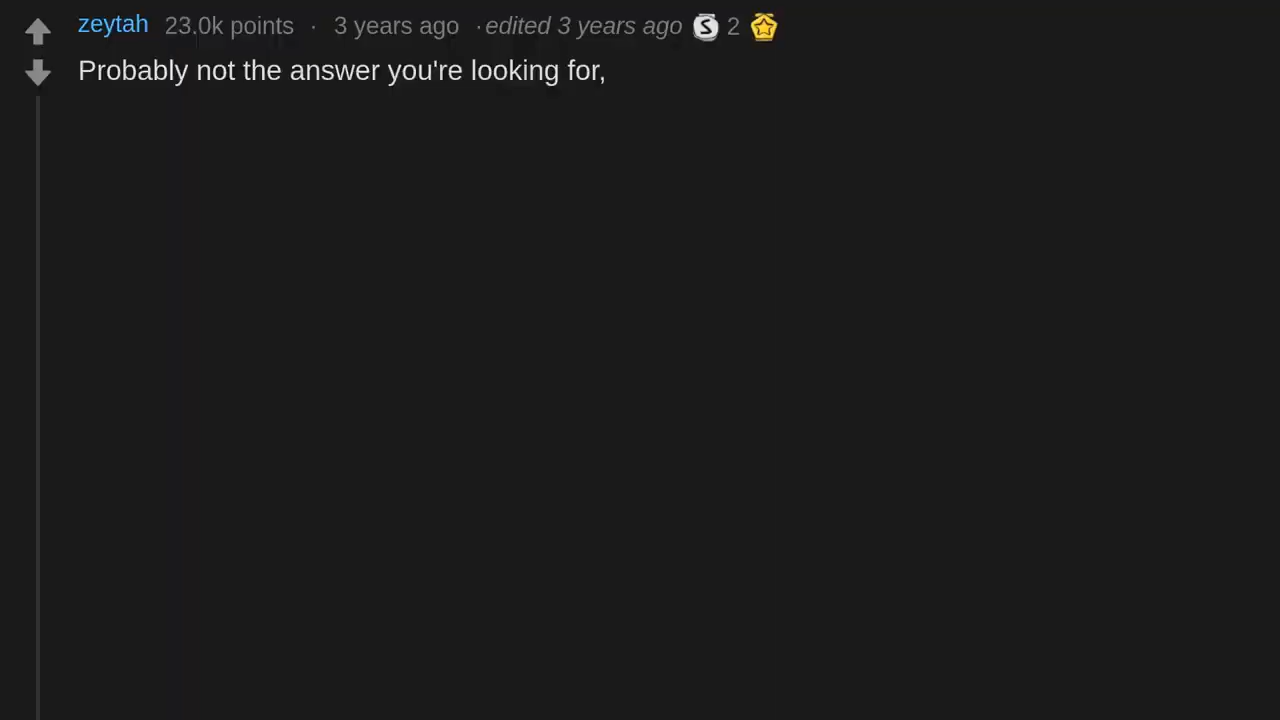 zeytah 23.0k points · 3 years ago · edited 3 years ago S 2
Probably not the answer you're looking for,